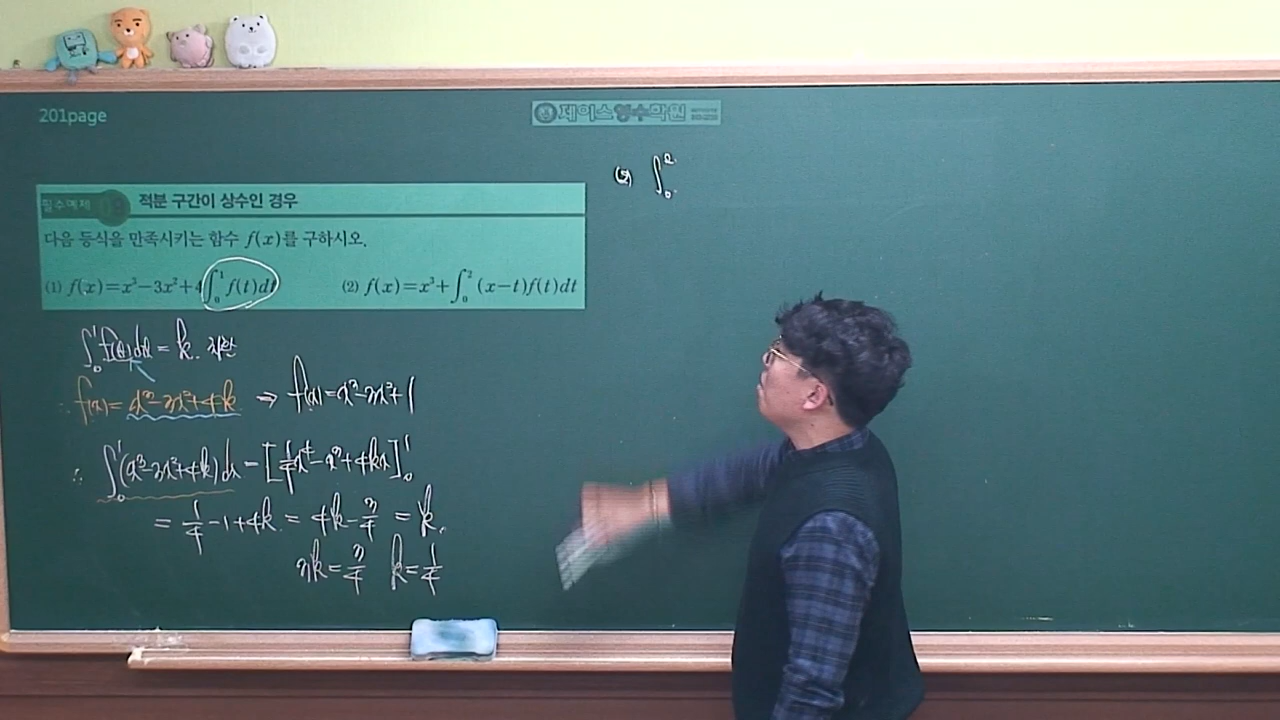 201page
제이스영수학원
필수예제
적분 구간이 상수인 경우
다음 등식을 만족시키는 함수 f(x)를 구하시오.
(1) f(x)=x³−3x²+4∫₀¹ f(t)dt (2) f(x)=x³+∫₀² (x−t)f(t)dt
∫₀¹ f(t)dt = k. 치환
∴ f(x) = x³−3x²+4k ⇒ f(x)=x³−3x²+1
∴ ∫₀¹(x³−3x²+4k)dx = [¼x⁴−x³+4kx]₀¹
= 1/4 −1+4k = 4k−3/4 = k.
3k = 3/4 k = 1/4
(2) ∫₀²